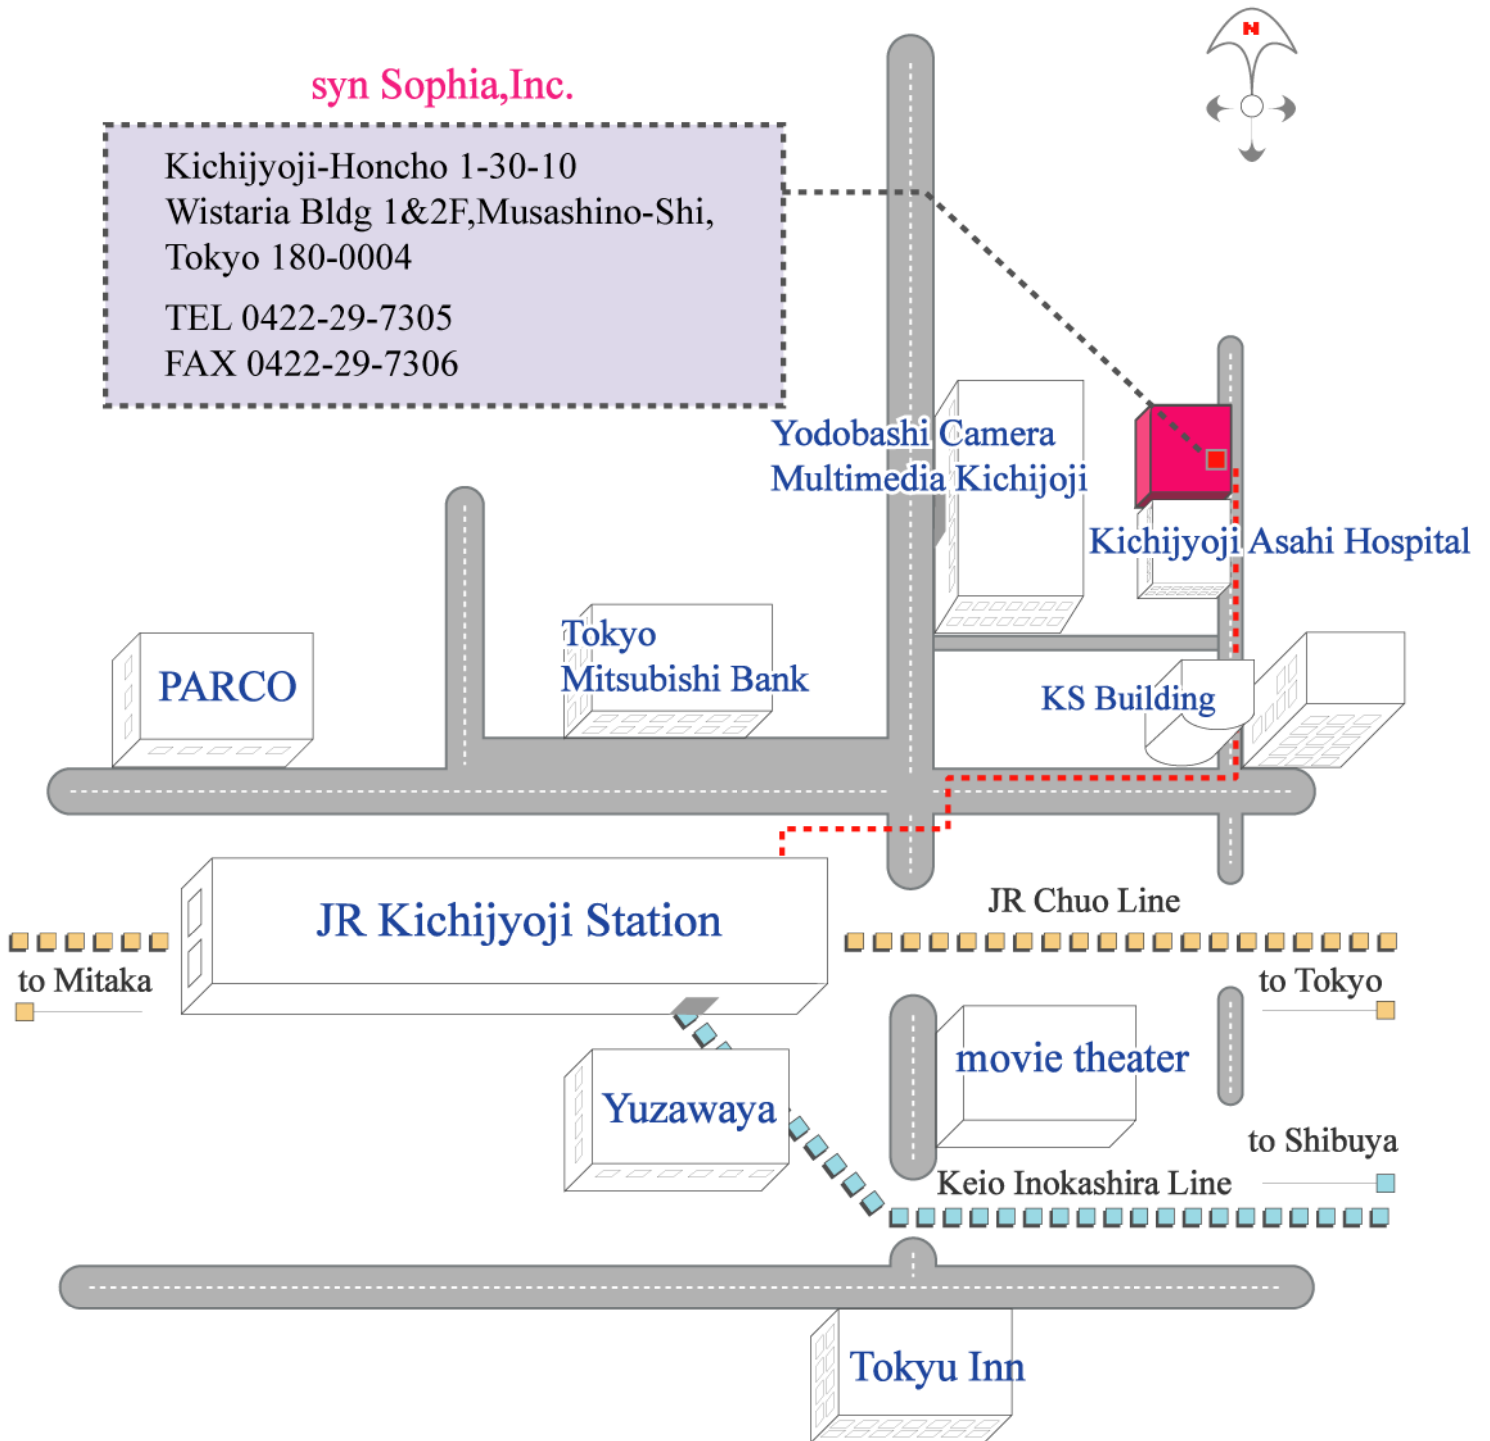 N
syn Sophia,Inc.
Kichijyoji-Honcho 1-30-10
Wistaria Bldg 1&2F,Musashino-Shi,
Tokyo 180-0004
TEL 0422-29-7305
FAX 0422-29-7306
Yodobashi Camera
Multimedia Kichijoji
Kichijyoji Asahi Hospital
Tokyo
Mitsubishi Bank
PARCO
KS Building
JR Kichijyoji Station
JR Chuo Line
to Mitaka
to Tokyo
movie theater
Yuzawaya
to Shibuya
Keio Inokashira Line
Tokyu Inn